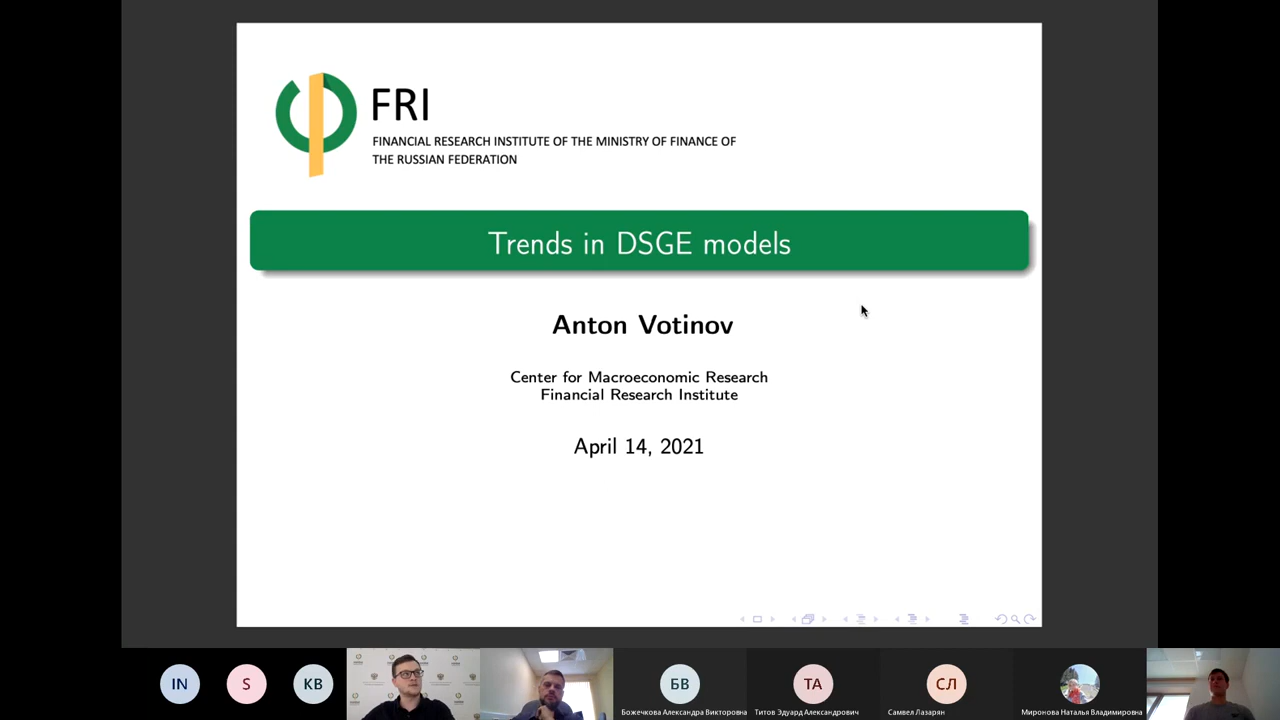 FRI
FINANCIAL RESEARCH INSTITUTE OF THE MINISTRY OF FINANCE OF
THE RUSSIAN FEDERATION
Trends in DSGE models
Anton Votinov
Center for Macroeconomic Research
Financial Research Institute
April 14, 2021
IN
S
КВ
БВ
ТА
СЛ
Божечкова Александра Викторовна
Титов Эдуард Александрович
Самвел Лазарян
Миронова Наталья Владимировна